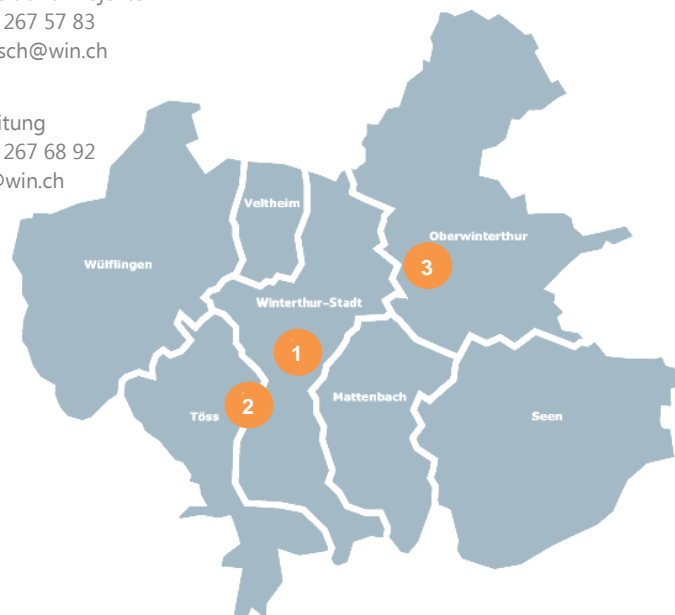 267 57 83
sch@win.ch
itung
267 68 92
@win.ch
Veltheim
Oberwinterthur
Wülflingen
3
Winterthur-Stadt
1
Mattenbach
2
Töss
Seen